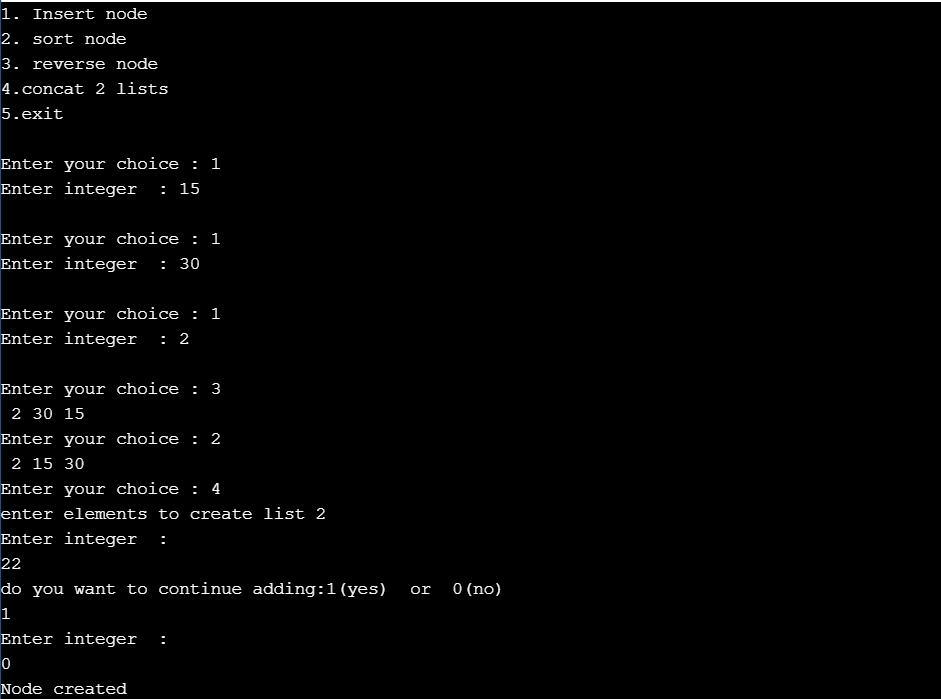 1. Insert node
2. sort node
3. reverse node
4.concat 2 lists
5.exit
Enter your choice : 1
Enter integer  : 15
Enter your choice : 1
Enter integer  : 30
Enter your choice : 1
Enter integer  : 2
Enter your choice : 3
2 30 15
Enter your choice : 2
2 15 30
Enter your choice : 4
enter elements to create list 2
Enter integer  :
22
do you want to continue adding:1(yes)  or  0(no)
1
Enter integer  :
0
Node created